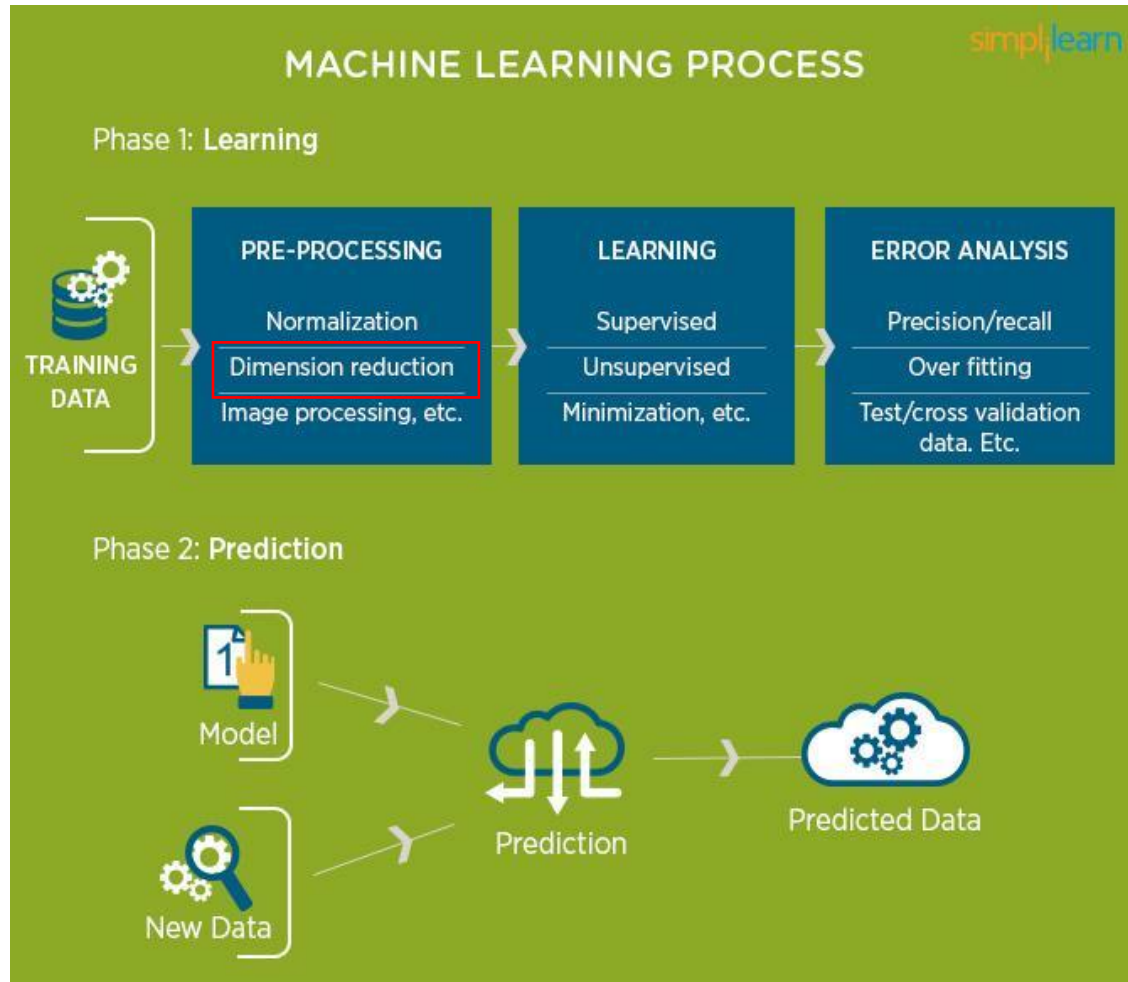 simplilearn
MACHINE LEARNING PROCESS
Phase 1: Learning
TRAINING
DATA
PRE-PROCESSING
Normalization
Dimension reduction
Image processing, etc.
LEARNING
Supervised
Unsupervised
Minimization, etc.
ERROR ANALYSIS
Precision/recall
Over fitting
Test/cross validation
data. Etc.
Phase 2: Prediction
1
Model
New Data
Prediction
Predicted Data